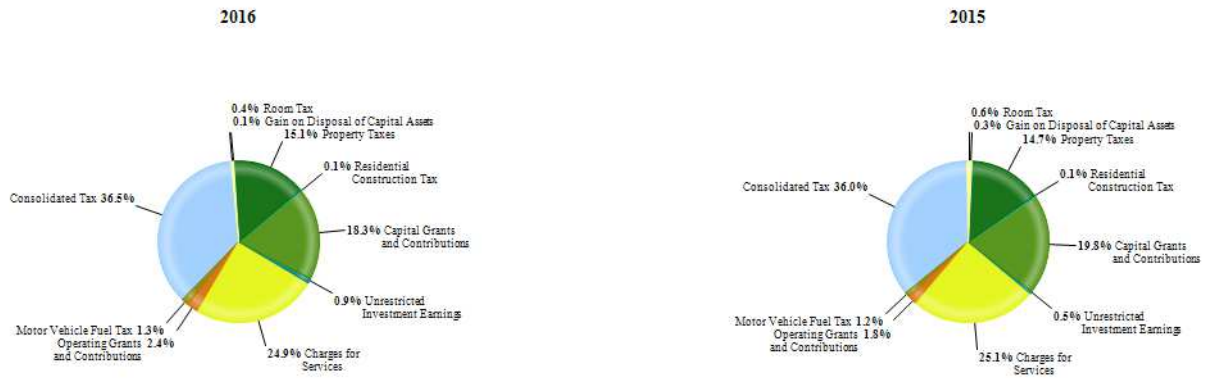 2016
0.4% Room Tax
0.1% Gain on Disposal of Capital Assets
15.1% Property Taxes
0.1% Residential
Construction Tax
Consolidated Tax 36.5%
18.3% Capital Grants
and Contributions
0.9% Unrestricted
Investment Earnings
Motor Vehicle Fuel Tax 1.3%
Operating Grants 2.4%
and Contributions
24.9% Charges for
Services
2015
0.6% Room Tax
0.3% Gain on Disposal of Capital Assets
14.7% Property Taxes
0.1% Residential
Construction Tax
Consolidated Tax 36.0%
19.8% Capital Grants
and Contributions
0.5% Unrestricted
Investment Earnings
Motor Vehicle Fuel Tax 1.2%
Operating Grants 1.8%
and Contributions
25.1% Charges for
Services